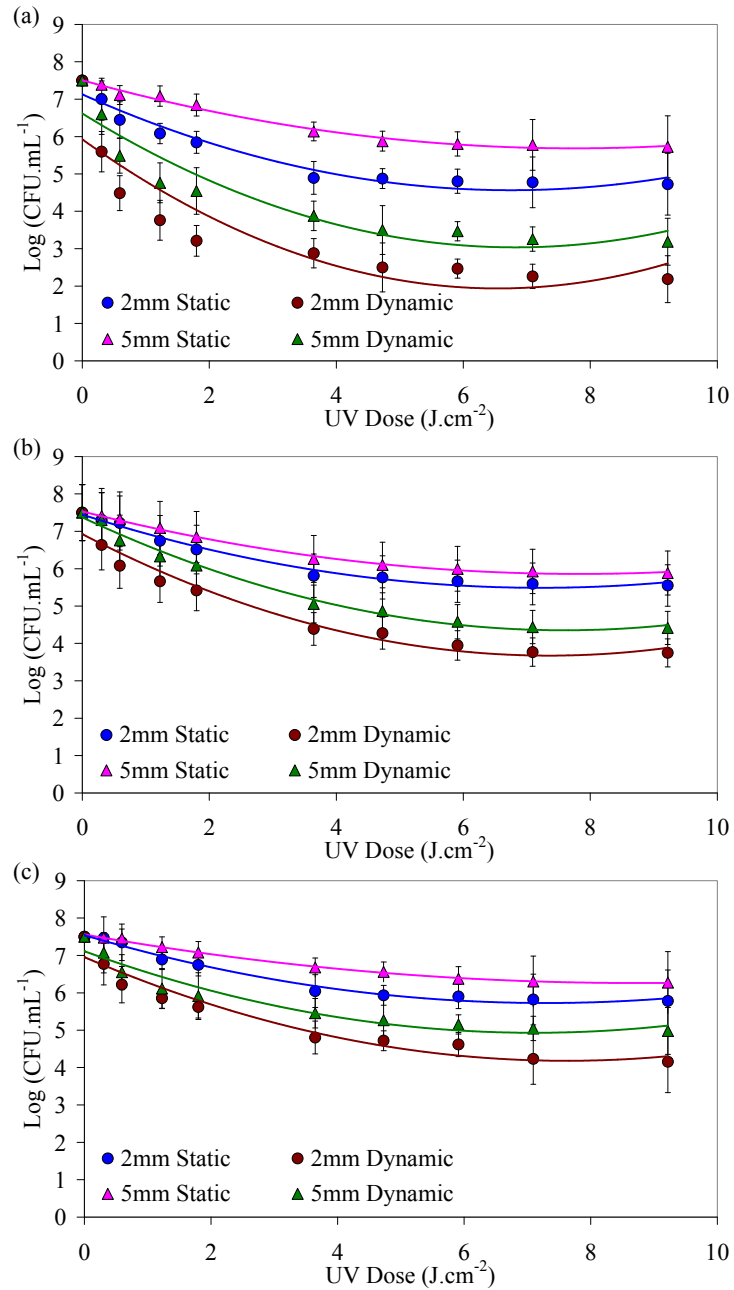 (a)
9
8
7
6
5
4
3
2
1
0
Log (CFU.mL-1)
2mm Static 2mm Dynamic
5mm Static 5mm Dynamic
0 2 4 6 8 10
UV Dose (J.cm-2)
(b)
9
8
7
6
5
4
3
2
1
0
Log (CFU.mL-1)
2mm Static 2mm Dynamic
5mm Static 5mm Dynamic
0 2 4 6 8 10
UV Dose (J.cm-2)
(c)
9
8
7
6
5
4
3
2
1
0
Log (CFU.mL-1)
2mm Static 2mm Dynamic
5mm Static 5mm Dynamic
0 2 4 6 8 10
UV Dose (J.cm-2)